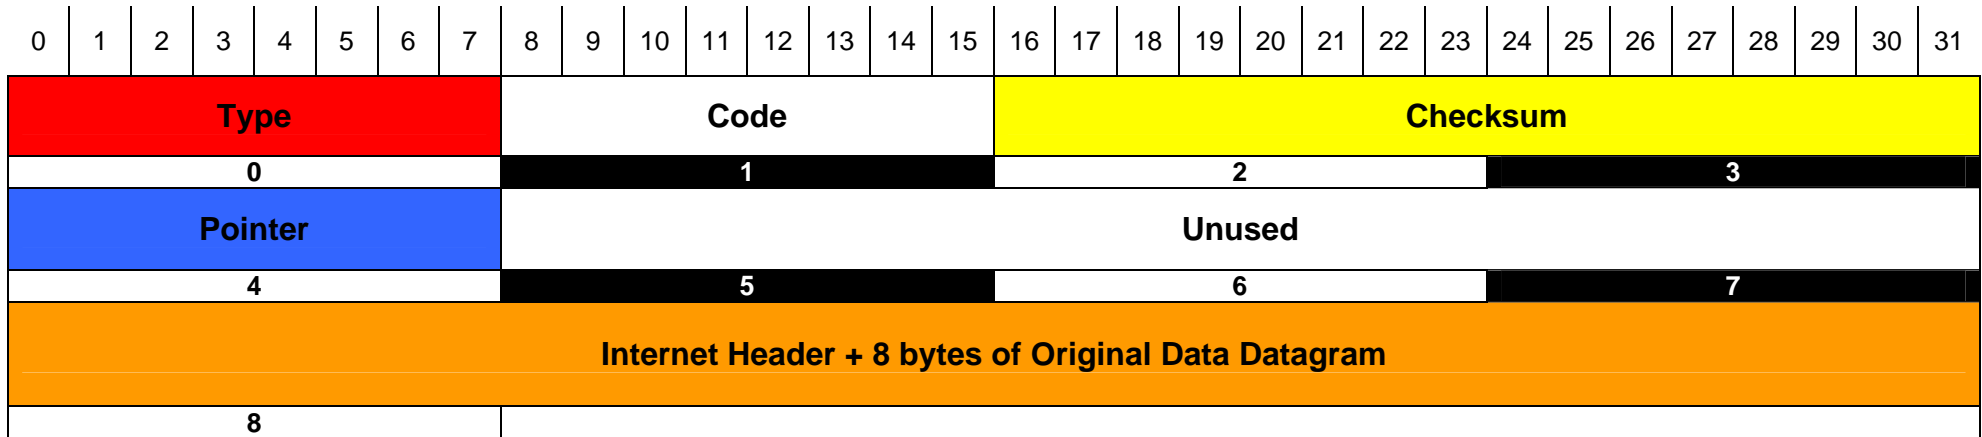 0 1 2 3 4 5 6 7 8 9 10 11 12 13 14 15 16 17 18 19 20 21 22 23 24 25 26 27 28 29 30 31
Type Code Checksum
0 1 2 3
Pointer Unused
4 5 6 7
Internet Header + 8 bytes of Original Data Datagram
8